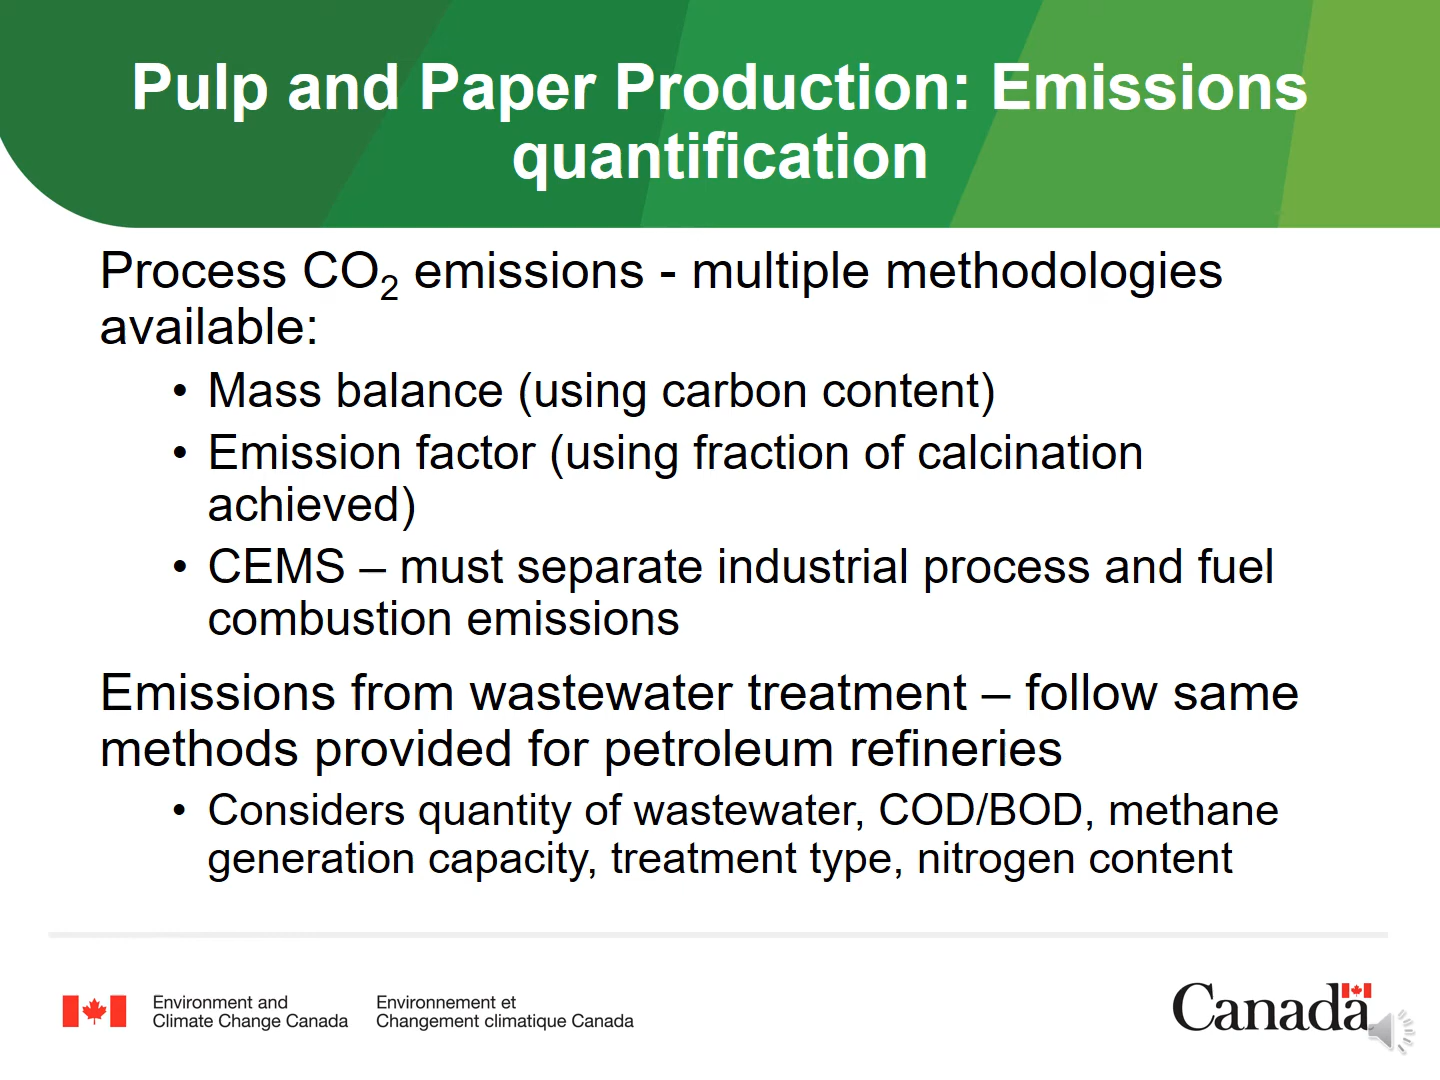 Pulp and Paper Production: Emissions
quantification
Process CO₂ emissions - multiple methodologies
available:
• Mass balance (using carbon content)
• Emission factor (using fraction of calcination
achieved)
• CEMS – must separate industrial process and fuel
combustion emissions
Emissions from wastewater treatment – follow same
methods provided for petroleum refineries
• Considers quantity of wastewater, COD/BOD, methane
generation capacity, treatment type, nitrogen content
Environment and
Climate Change Canada
Environnement et
Changement climatique Canada
Canada